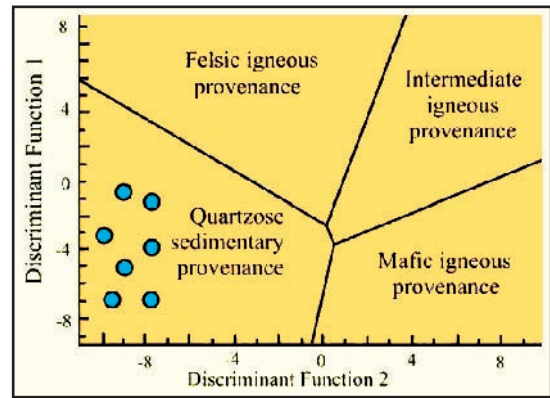 8
4
0
-4
-8
Discriminant Function 1
Felsic igneous
provenance
Intermediate
igneous
provenance
Quartzosc
sedimentary
provenance
Mafic igneous
provenance
-8
-4
0
4
8
Discriminant Function 2